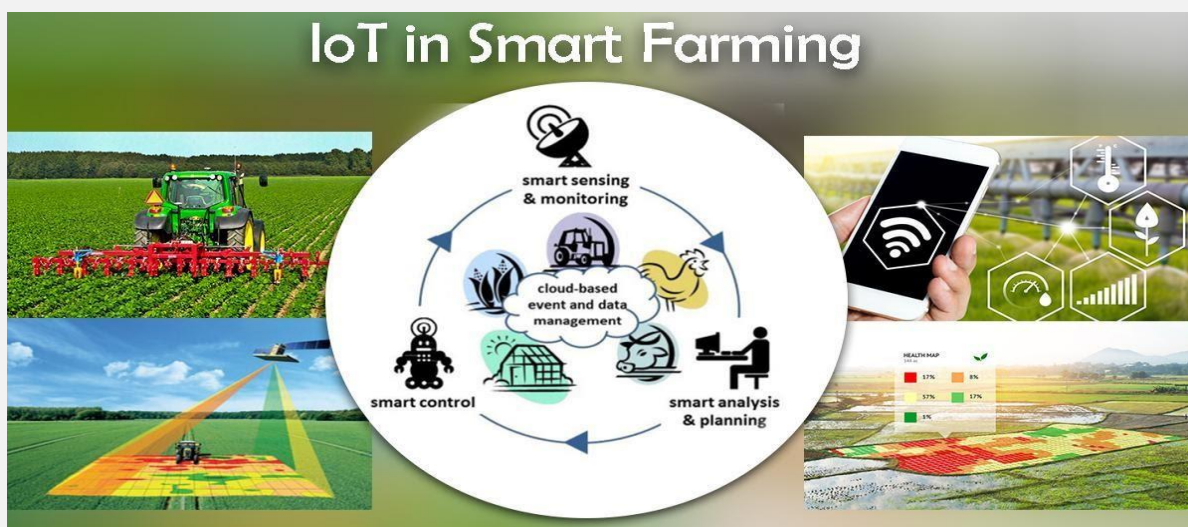 IoT in Smart Farming
smart sensing
& monitoring
cloud-based
event and data
management
smart control
smart analysis
& planning
HEALTH MAP
17%
8%
57%
17%
1%